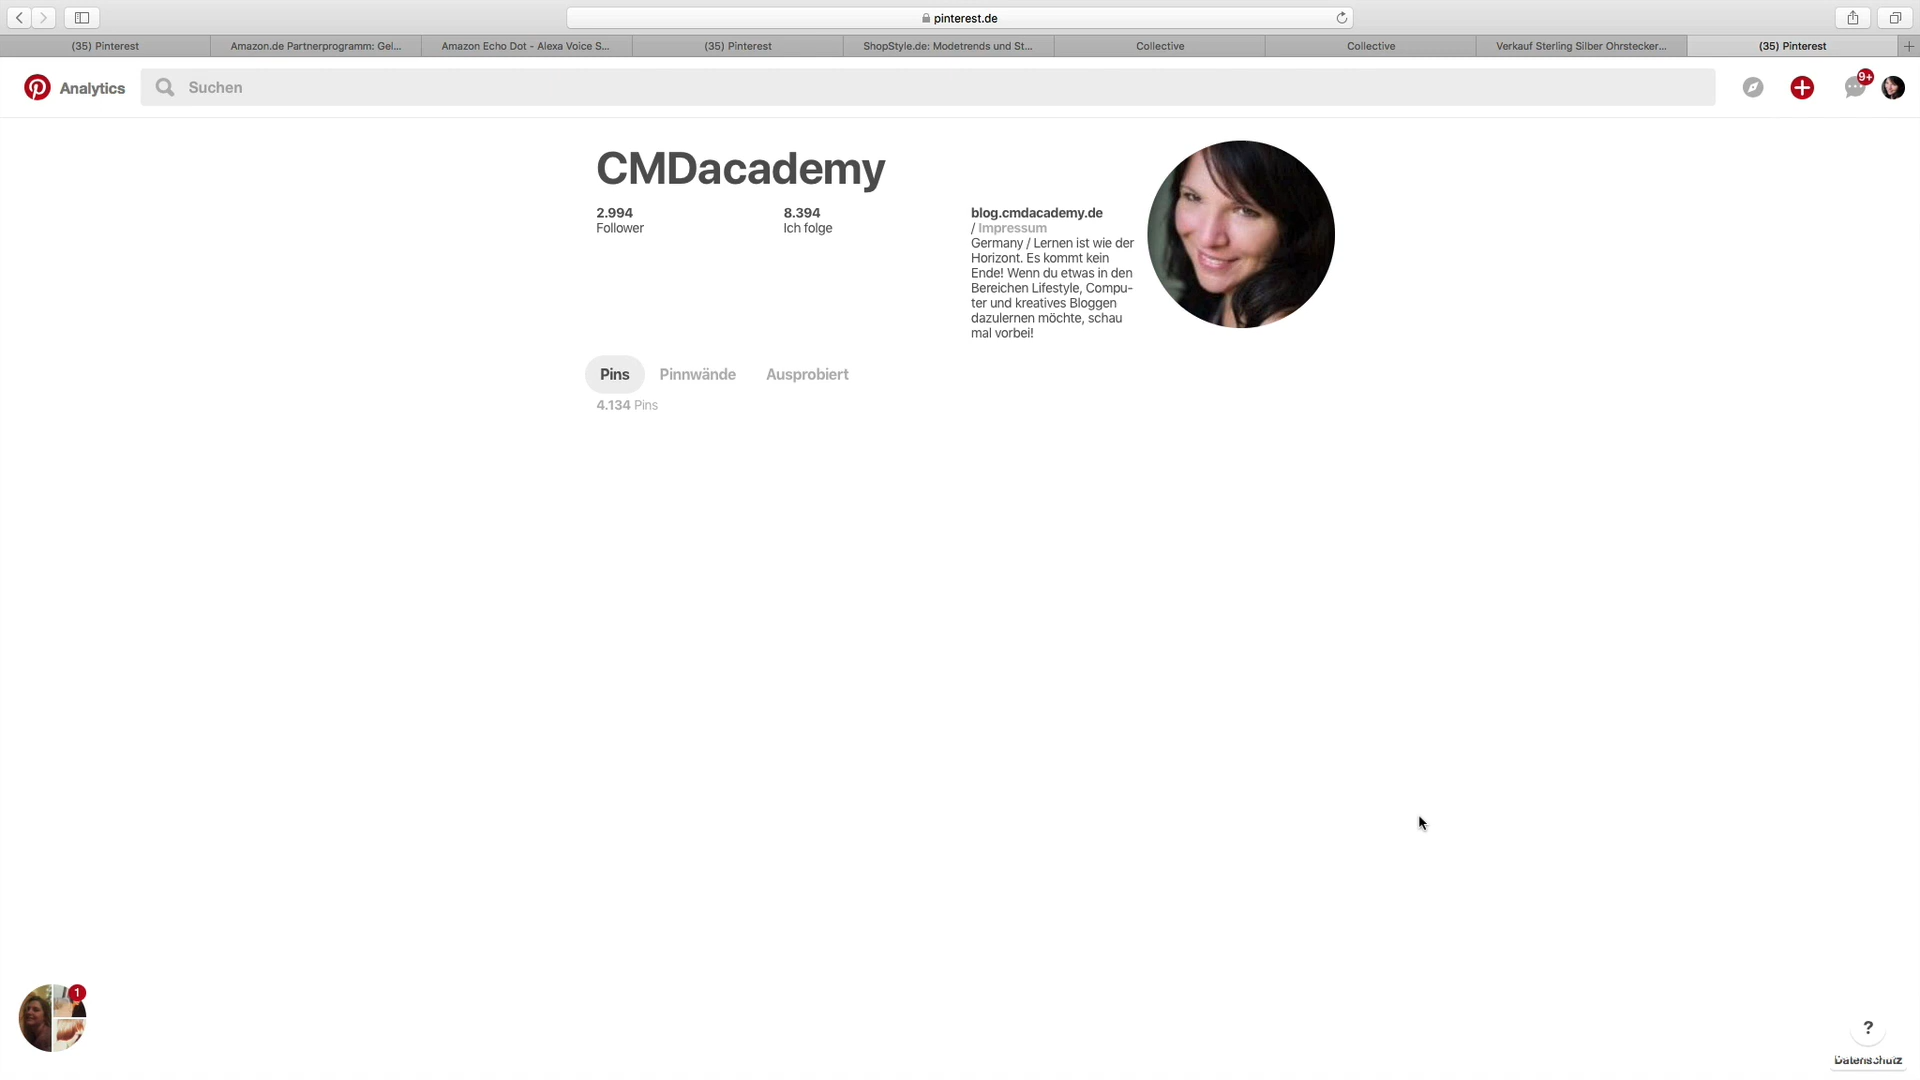 pinterest.de
(35) Pinterest
Amazon.de Partnerprogramm: Gel...
Amazon Echo Dot - Alexa Voice S...
(35) Pinterest
ShopStyle.de: Modetrends und St...
Collective
Collective
Verkauf Sterling Silber Ohrstecker...
(35) Pinterest
Analytics
Suchen
9+
CMDacademy
2.994
Follower
8.394
Ich folge
blog.cmdacademy.de
/ Impressum
Germany / Lernen ist wie der
Horizont. Es kommt kein
Ende! Wenn du etwas in den
Bereichen Lifestyle, Compu-
ter und kreatives Bloggen
dazulernen möchte, schau
mal vorbei!
Pins
Pinnwände
Ausprobiert
4.134 Pins
1
?
Datenschutz